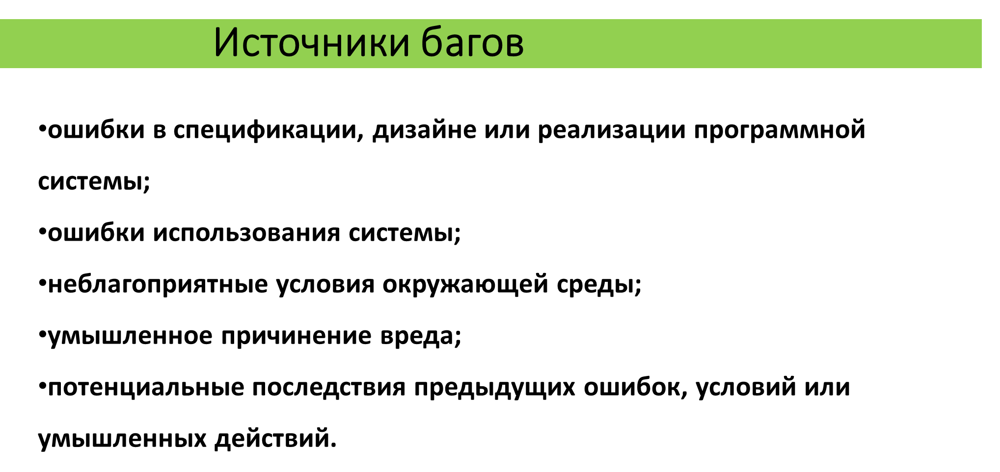 Источники багов
•ошибки в спецификации, дизайне или реализации программной
системы;
•ошибки использования системы;
•неблагоприятные условия окружающей среды;
•умышленное причинение вреда;
•потенциальные последствия предыдущих ошибок, условий или
умышленных действий.